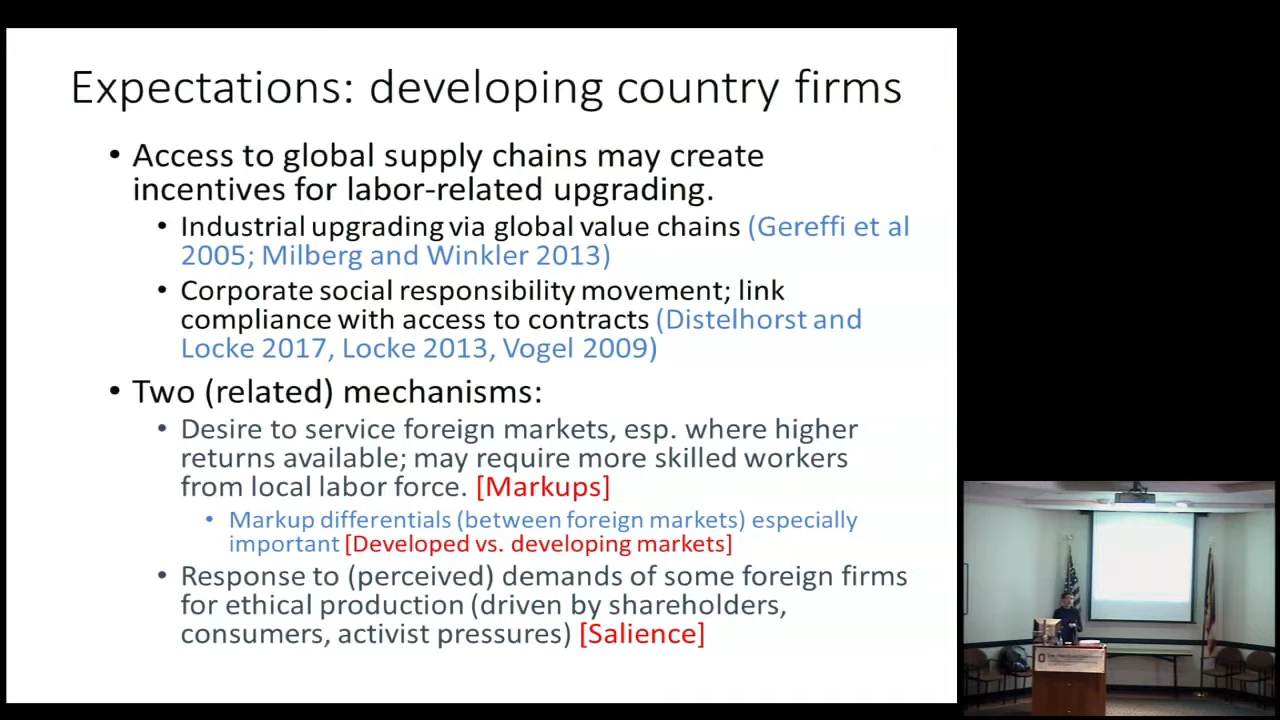 Expectations: developing country firms
• Access to global supply chains may create
incentives for labor-related upgrading.
• Industrial upgrading via global value chains (Gereffi et al
2005; Milberg and Winkler 2013)
• Corporate social responsibility movement; link
compliance with access to contracts (Distelhorst and
Locke 2017, Locke 2013, Vogel 2009)
• Two (related) mechanisms:
• Desire to service foreign markets, esp. where higher
returns available; may require more skilled workers
from local labor force. [Markups]
• Markup differentials (between foreign markets) especially
important [Developed vs. developing markets]
• Response to (perceived) demands of some foreign firms
for ethical production (driven by shareholders,
consumers, activist pressures) [Salience]